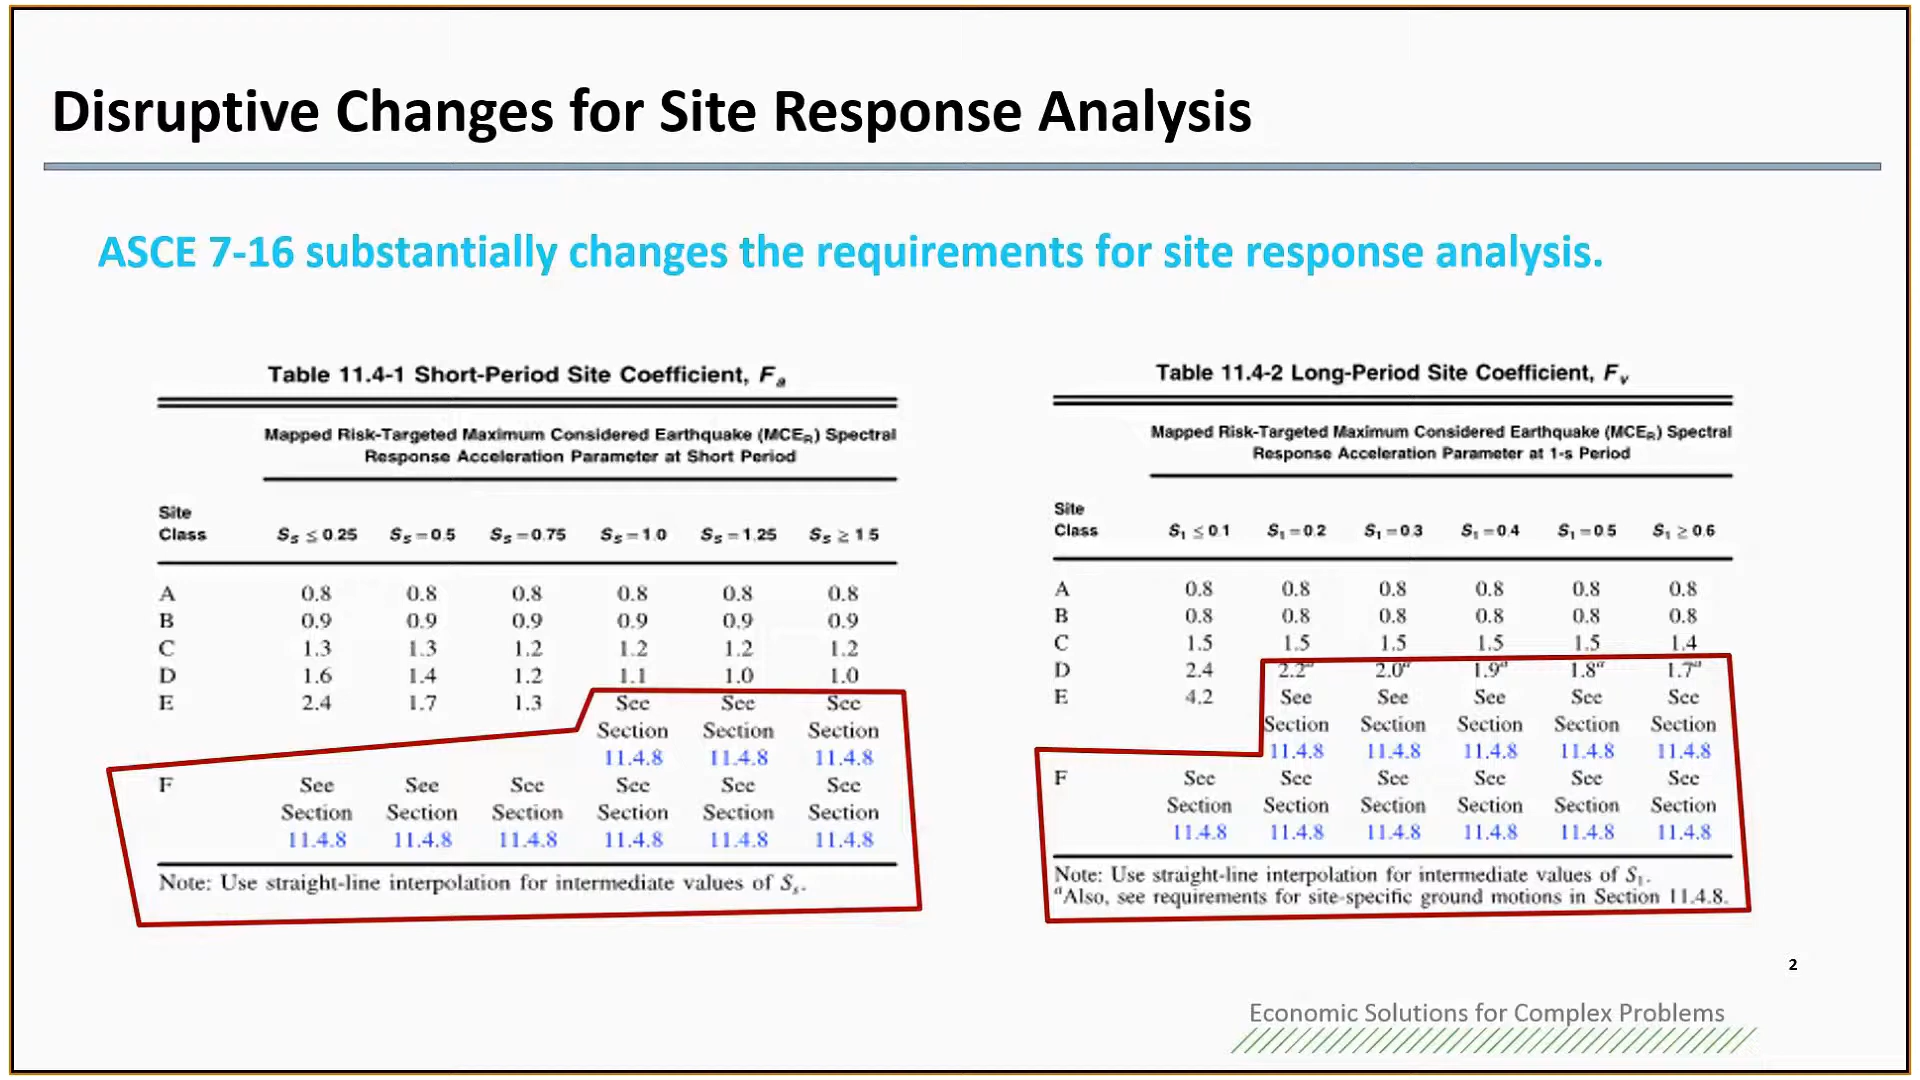 Disruptive Changes for Site Response Analysis
ASCE 7-16 substantially changes the requirements for site response analysis.
Table 11.4-1 Short-Period Site Coefficient, Fa
Mapped Risk-Targeted Maximum Considered Earthquake (MCER) Spectral
Response Acceleration Parameter at Short Period
Site
Class SS ≤ 0.25 SS = 0.5 SS = 0.75 SS = 1.0 SS = 1.25 SS ≥ 1.5
A 0.8 0.8 0.8 0.8 0.8 0.8
B 0.9 0.9 0.9 0.9 0.9 0.9
C 1.3 1.3 1.2 1.2 1.2 1.2
D 1.6 1.4 1.2 1.1 1.0 1.0
E 2.4 1.7 1.3 See See See
Section Section Section
11.4.8 11.4.8 11.4.8
F See See See See See See
Section Section Section Section Section Section
11.4.8 11.4.8 11.4.8 11.4.8 11.4.8 11.4.8
Note: Use straight-line interpolation for intermediate values of Ss.
Table 11.4-2 Long-Period Site Coefficient, Fv
Mapped Risk-Targeted Maximum Considered Earthquake (MCER) Spectral
Response Acceleration Parameter at 1-s Period
Site
Class S1 ≤ 0.1 S1 = 0.2 S1 = 0.3 S1 = 0.4 S1 = 0.5 S1 ≥ 0.6
A 0.8 0.8 0.8 0.8 0.8 0.8
B 0.8 0.8 0.8 0.8 0.8 0.8
C 1.5 1.5 1.5 1.5 1.5 1.4
D 2.4 2.2a 2.0a 1.9a 1.8a 1.7a
E 4.2 See See See See See
Section Section Section Section Section
11.4.8 11.4.8 11.4.8 11.4.8 11.4.8
F See See See See See See
Section Section Section Section Section Section
11.4.8 11.4.8 11.4.8 11.4.8 11.4.8 11.4.8
Note: Use straight-line interpolation for intermediate values of S1.
aAlso, see requirements for site-specific ground motions in Section 11.4.8.
2
Economic Solutions for Complex Problems